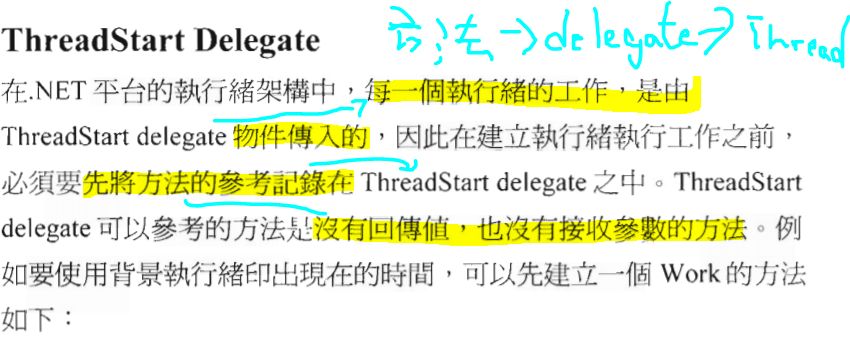 ThreadStart Delegate
方法→delegate→Thread
在.NET 平台的執行緒架構中，每一個執行緒的工作，是由
ThreadStart delegate 物件傳入的，因此在建立執行緒執行工作之前，
必須要先將方法的參考記錄在 ThreadStart delegate 之中。ThreadStart
delegate 可以參考的方法是沒有回傳值，也沒有接收參數的方法。例
如要使用背景執行緒印出現在的時間，可以先建立一個 Work 的方法
如下：